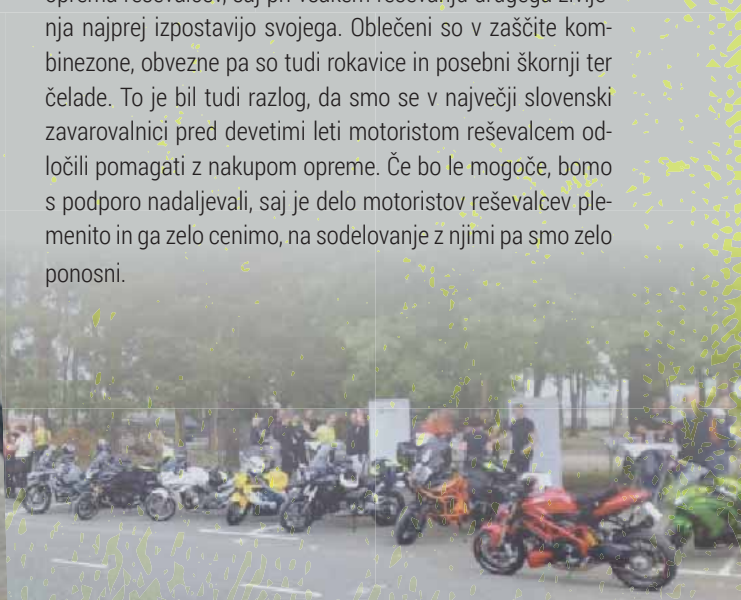 nja najprej izpostavijo svojega. Oblečeni so v zaščite kom-
binezone, obvezne pa so tudi rokavice in posebni škornji ter
čelade. To je bil tudi razlog, da smo se v največji slovenski
zavarovalnici pred devetimi leti motoristom reševalcem od-
ločili pomagati z nakupom opreme. Če bo le mogoče, bomo
s podporo nadaljevali, saj je delo motoristov reševalcev ple-
menito in ga zelo cenimo, na sodelovanje z njimi pa smo zelo
ponosni.